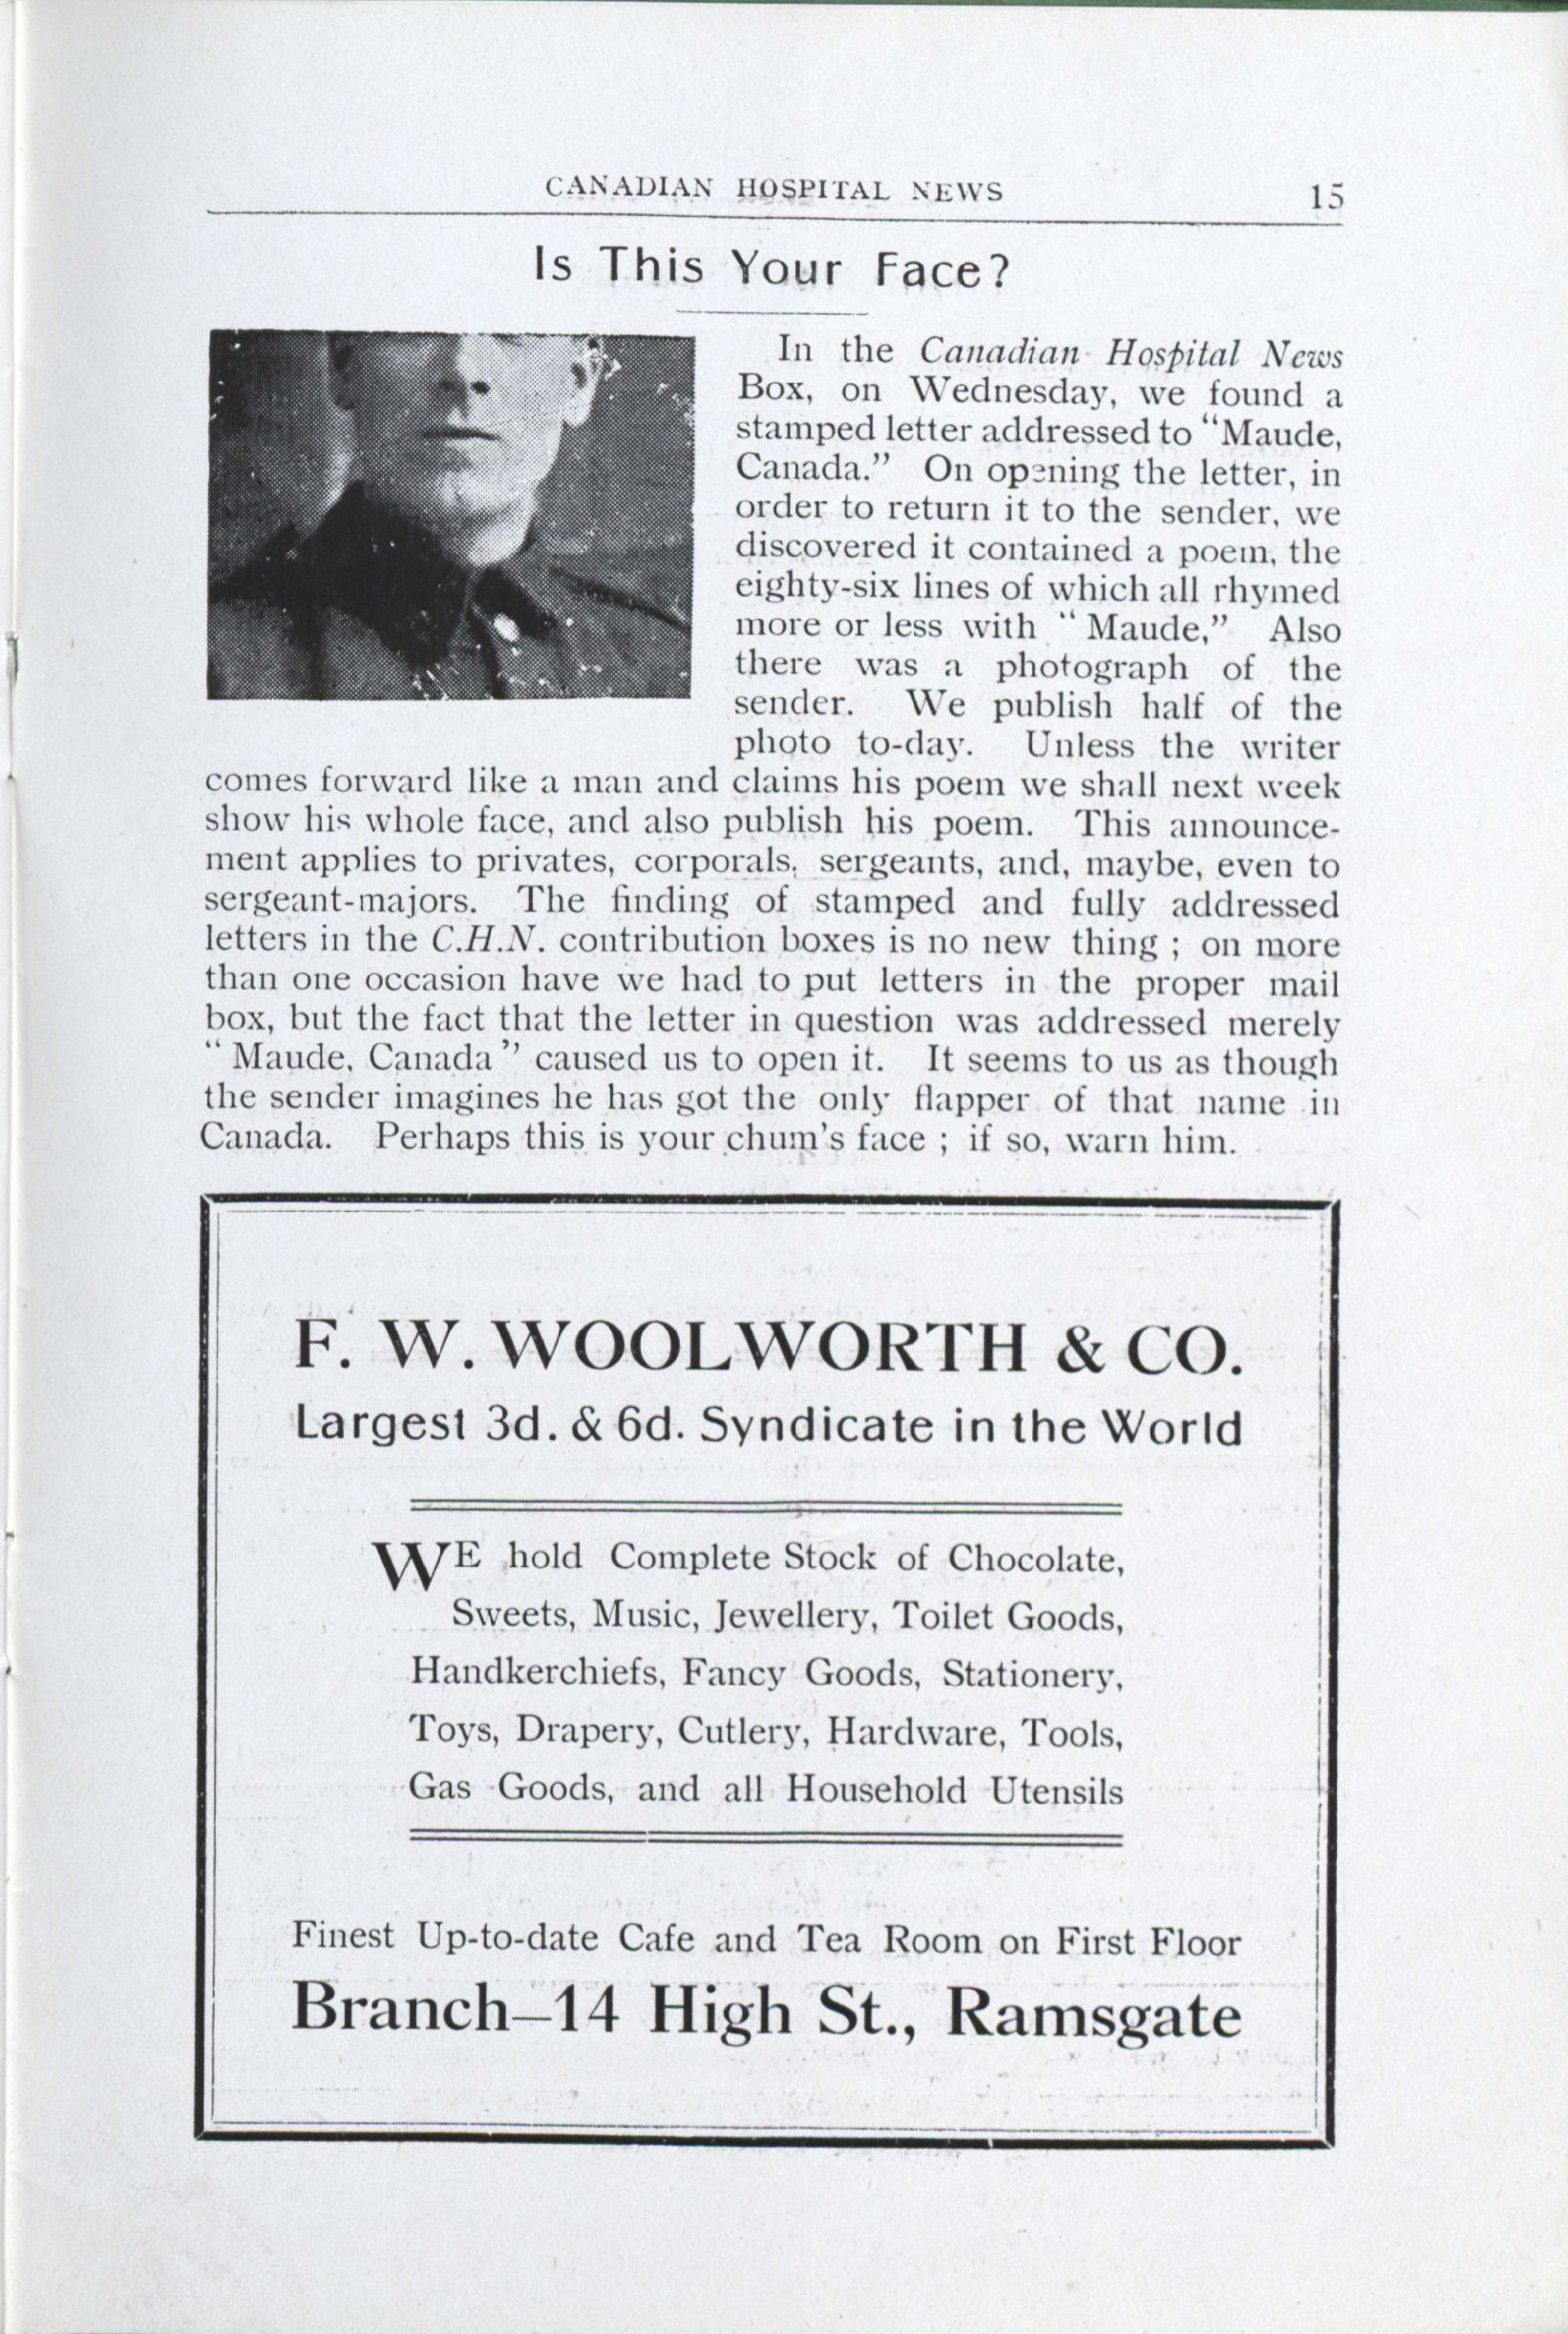 CANADIAN HOSPITAL NEWS 15
Is This Your Face?
In the Canadian Hospital News
Box, on Wednesday, we found a
stamped letter addressed to “Maude,
Canada.” On opening the letter, in
order to return it to the sender, we
discovered it contained a poem, the
eighty-six lines of which all rhymed
more or less with “Maude,” Also
there was a photograph of the
sender. We publish half of the
photo to-day. Unless the writer
comes forward like a man and claims his poem we shall next week
show his whole face, and also publish his poem. This announce-
ment applies to privates, corporals, sergeants, and, maybe, even to
sergeant-majors. The finding of stamped and fully addressed
letters in the C.H.N. contribution boxes is no new thing ; on more
than one occasion have we had to put letters in the proper mail
box, but the fact that the letter in question was addressed merely
“Maude, Canada” caused us to open it. It seems to us as though
the sender imagines he has got the only flapper of that name in
Canada. Perhaps this is your chum’s face ; if so, warn him.
F. W. WOOLWORTH & CO.
Largest 3d. & 6d. Syndicate in the World
WE hold Complete Stock of Chocolate,
Sweets, Music, Jewellery, Toilet Goods,
Handkerchiefs, Fancy Goods, Stationery,
Toys, Drapery, Cutlery, Hardware, Tools,
Gas Goods, and all Household Utensils
Finest Up-to-date Cafe and Tea Room on First Floor
Branch–14 High St., Ramsgate